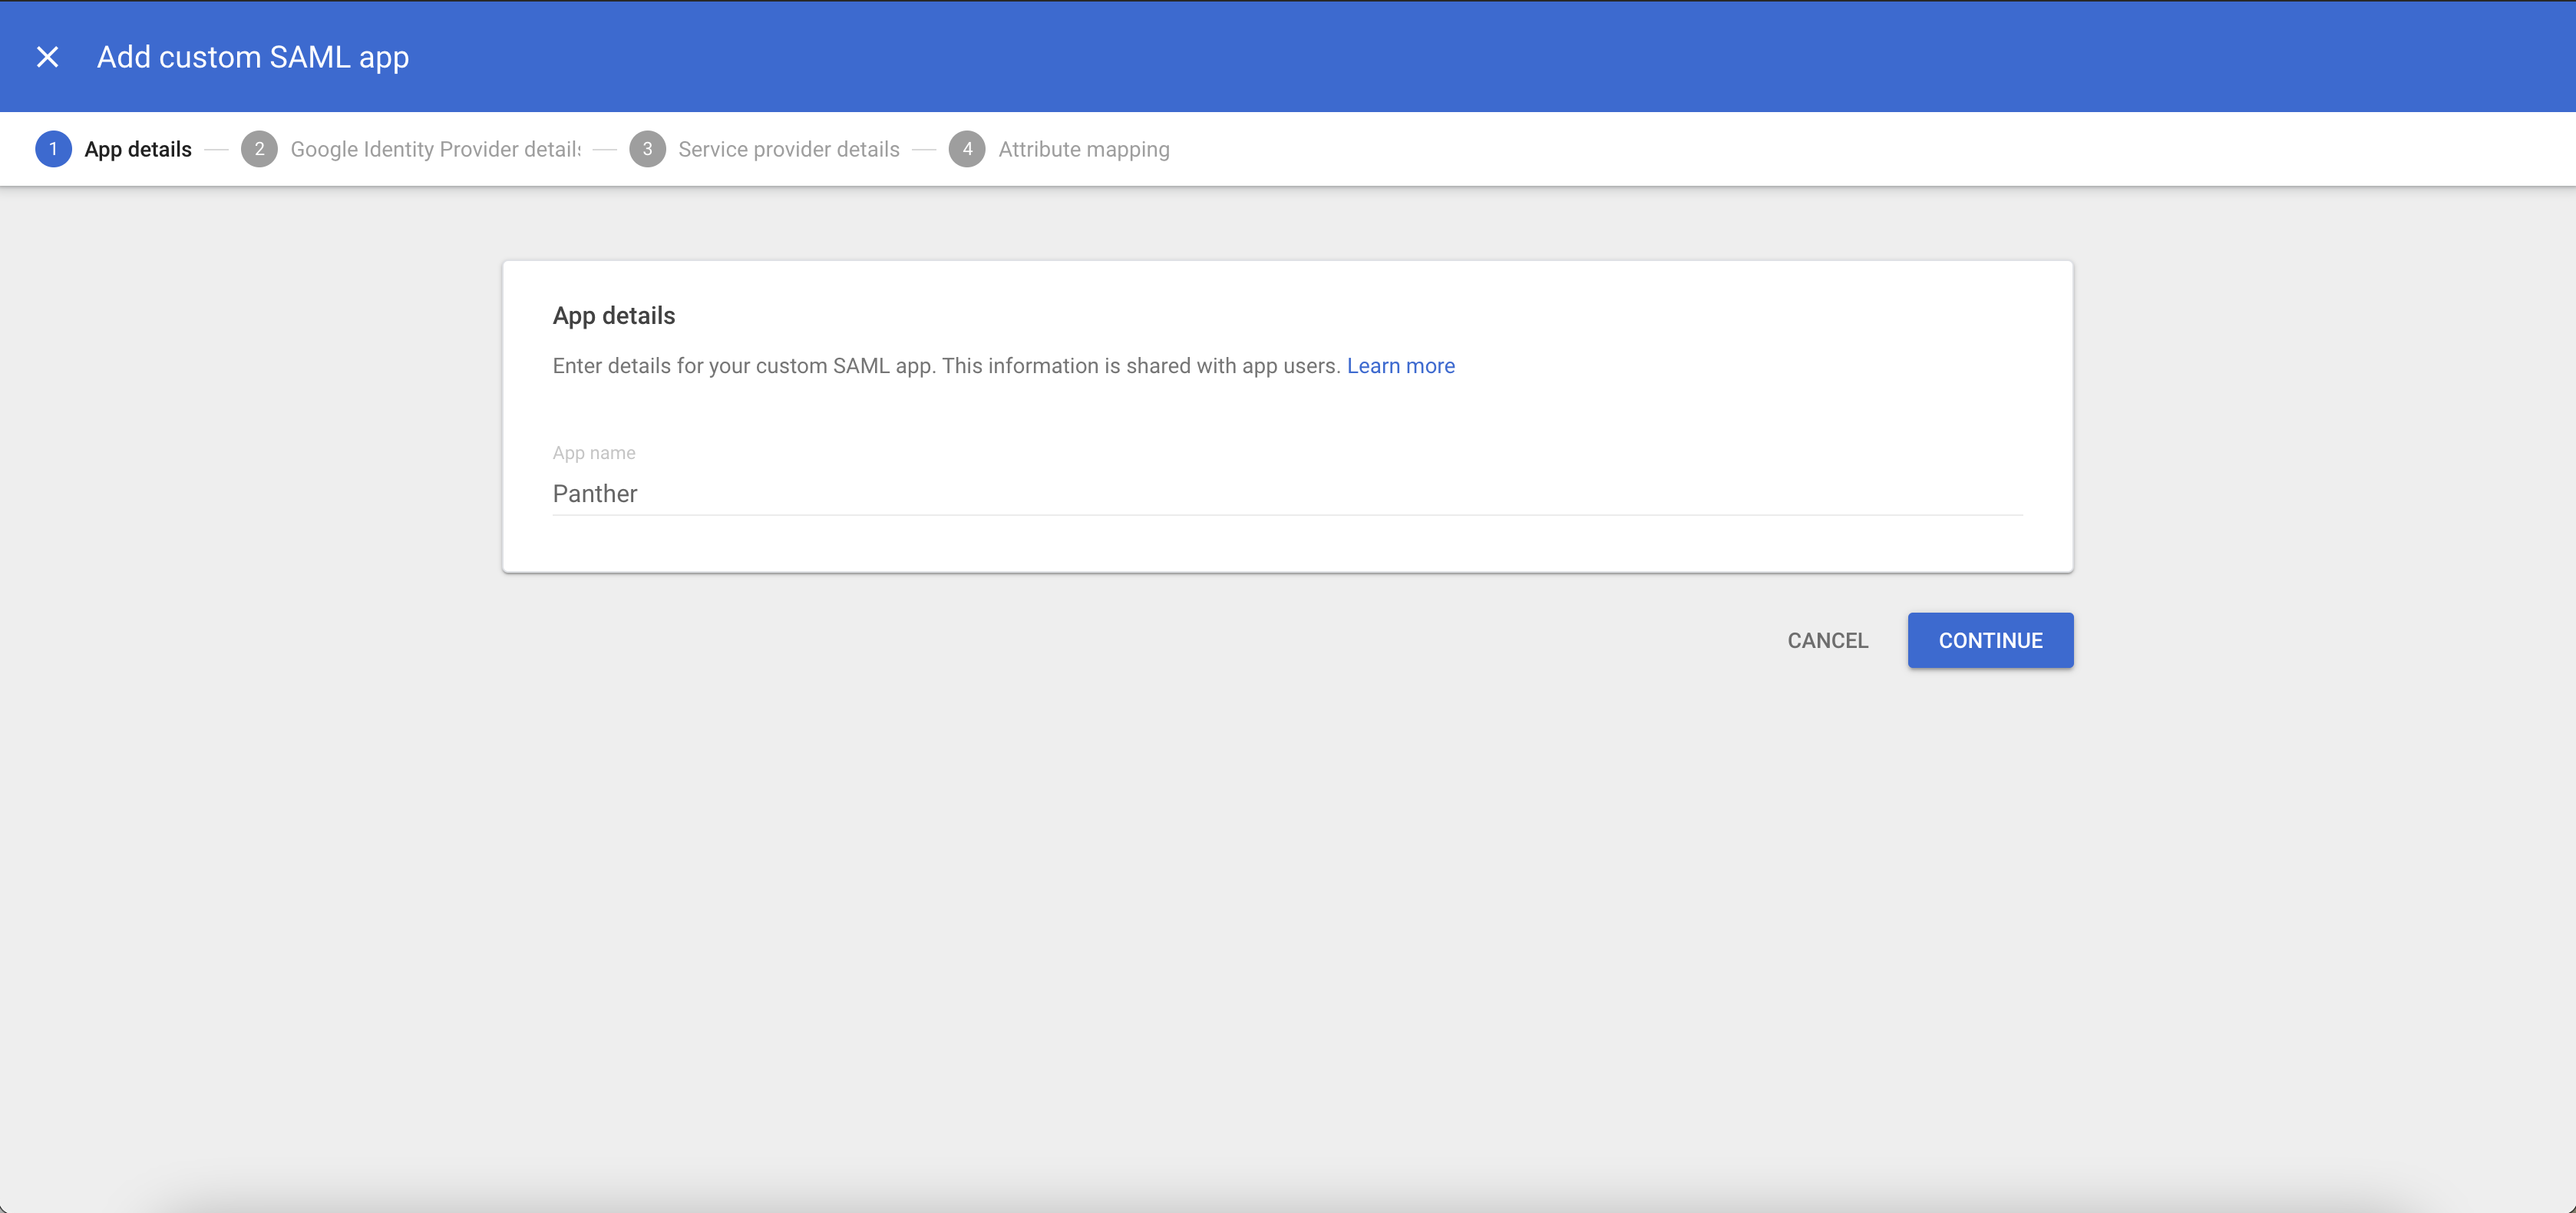 Add custom SAML app
1 App details 2 Google Identity Provider details 3 Service provider details 4 Attribute mapping
App details
Enter details for your custom SAML app. This information is shared with app users. Learn more
App name
Panther
CANCEL CONTINUE